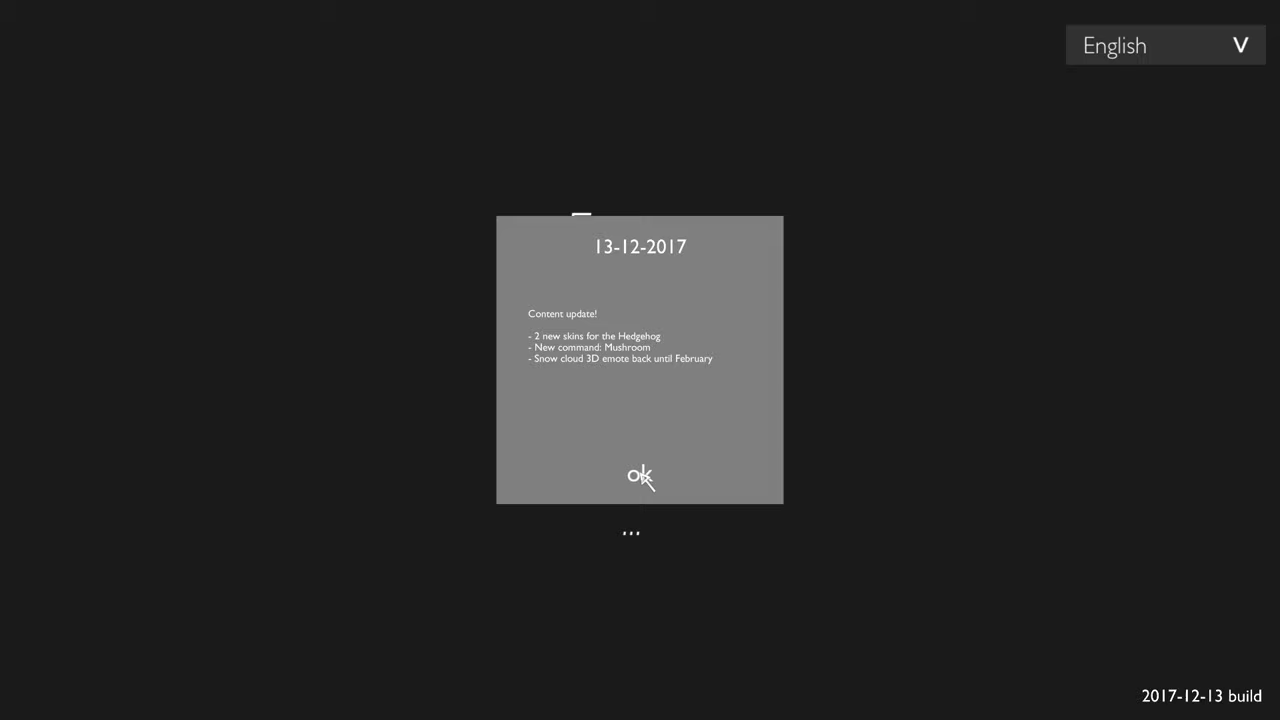 English V
13-12-2017
Content update!
- 2 new skins for the Hedgehog
- New command: Mushroom
- Snow cloud 3D emote back until February
ok
...
2017-12-13 build